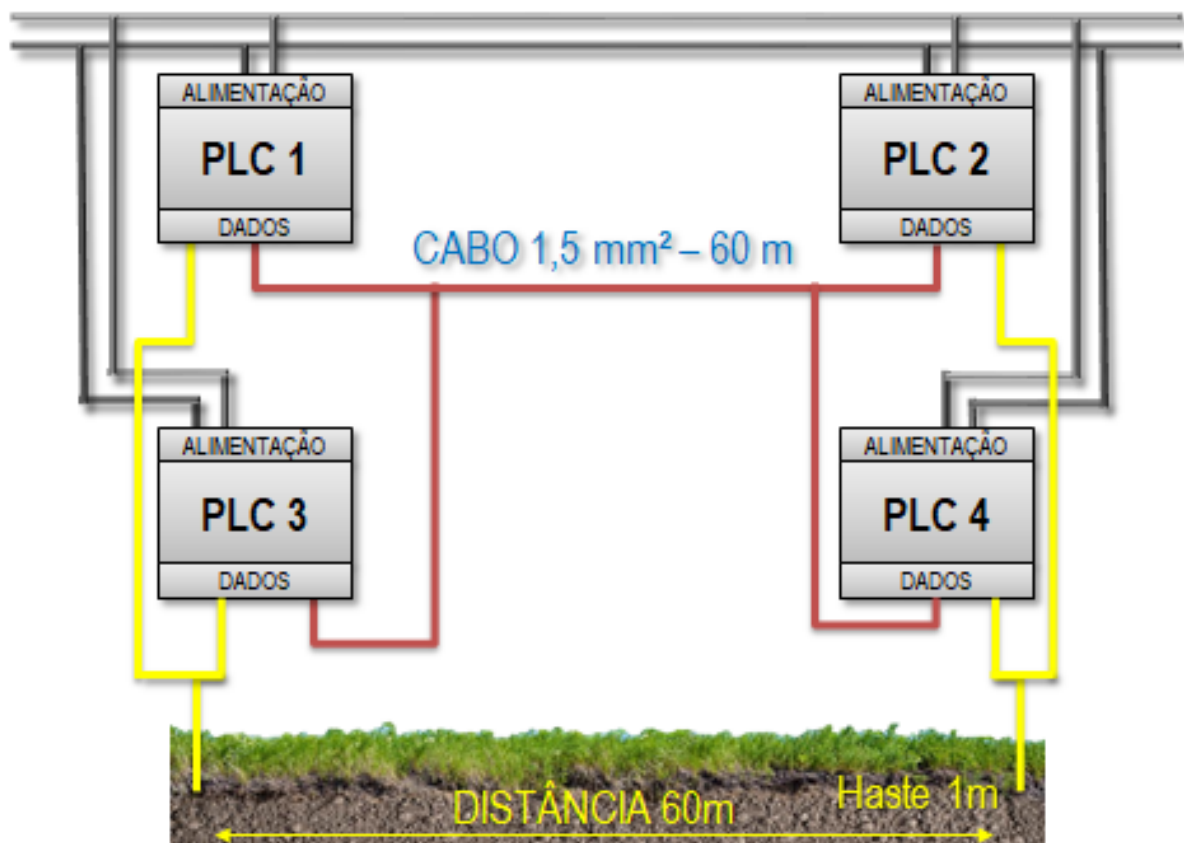 ALIMENTAÇÃO
PLC 1
DADOS
ALIMENTAÇÃO
PLC 2
DADOS
CABO 1,5 mm² – 60 m
ALIMENTAÇÃO
PLC 3
DADOS
ALIMENTAÇÃO
PLC 4
DADOS
Haste 1m
DISTÂNCIA 60m